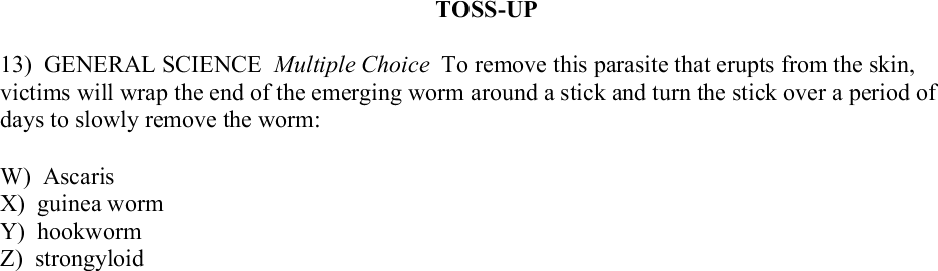 TOSS-UP
13) GENERAL SCIENCE Multiple Choice To remove this parasite that erupts from the skin,
victims will wrap the end of the emerging worm around a stick and turn the stick over a period of
days to slowly remove the worm:
W) Ascaris
X) guinea worm
Y) hookworm
Z) strongyloid